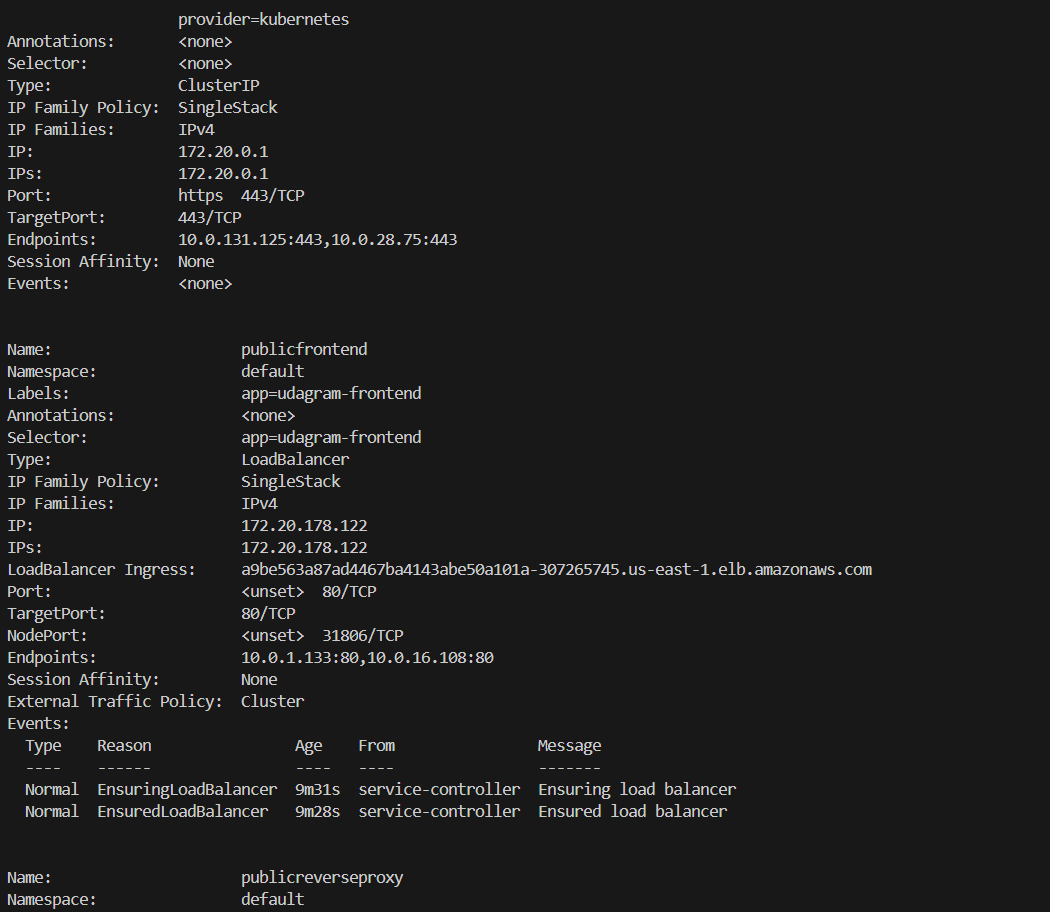 provider=kubernetes
Annotations: <none>
Selector: <none>
Type: ClusterIP
IP Family Policy: SingleStack
IP Families: IPv4
IP: 172.20.0.1
IPs: 172.20.0.1
Port: https 443/TCP
TargetPort: 443/TCP
Endpoints: 10.0.131.125:443,10.0.28.75:443
Session Affinity: None
Events: <none>
Name: publicfrontend
Namespace: default
Labels: app=udagram-frontend
Annotations: <none>
Selector: app=udagram-frontend
Type: LoadBalancer
IP Family Policy: SingleStack
IP Families: IPv4
IP: 172.20.178.122
IPs: 172.20.178.122
LoadBalancer Ingress: a9be563a87ad4467ba4143abe50a101a-307265745.us-east-1.elb.amazonaws.com
Port: <unset> 80/TCP
TargetPort: 80/TCP
NodePort: <unset> 31806/TCP
Endpoints: 10.0.1.133:80,10.0.16.108:80
Session Affinity: None
External Traffic Policy: Cluster
Events:
Type Reason Age From Message
---- ------ ---- ---- -------
Normal EnsuringLoadBalancer 9m31s service-controller Ensuring load balancer
Normal EnsuredLoadBalancer 9m28s service-controller Ensured load balancer
Name: publicreverseproxy
Namespace: default